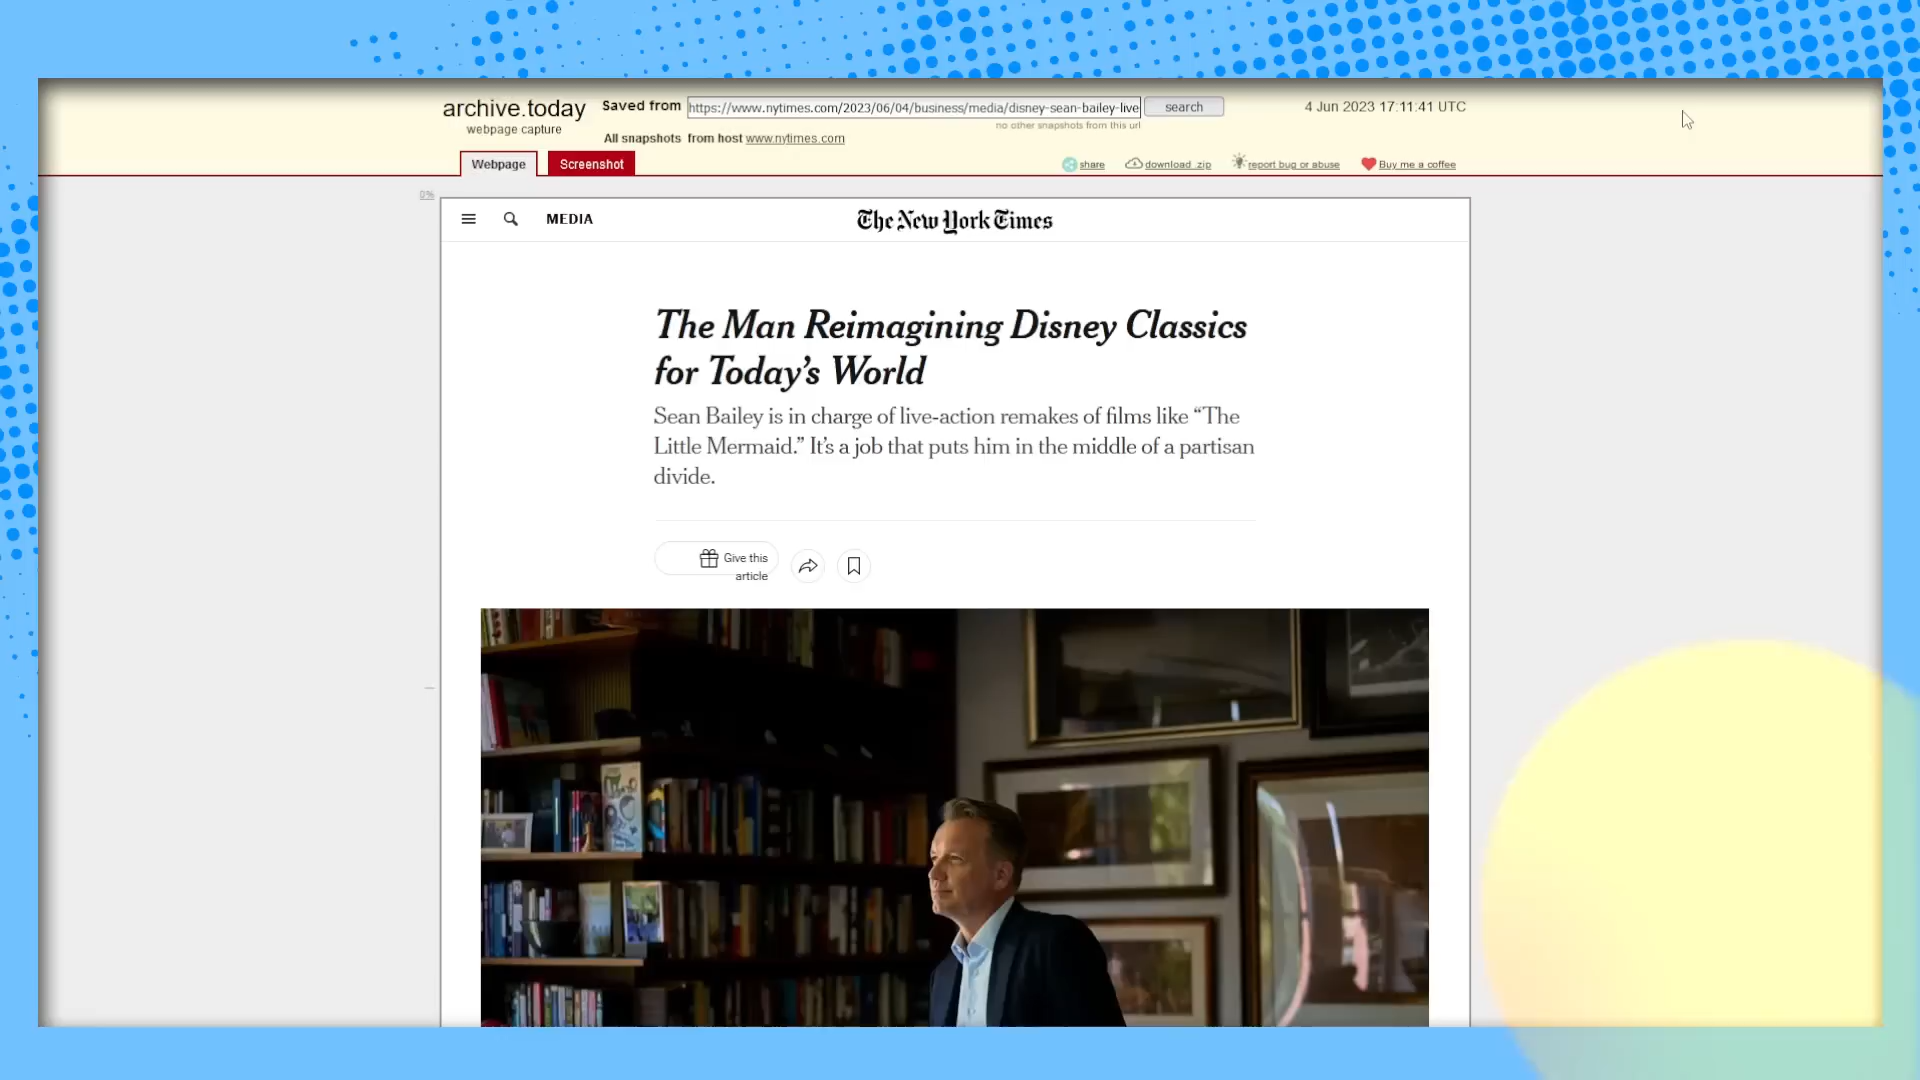 archive.today
webpage capture
Saved from https://www.nytimes.com/2023/06/04/business/media/disney-sean-bailey-live search
4 Jun 2023 17:11:41 UTC
no other snapshots from this url
All snapshots from host www.nytimes.com
Webpage Screenshot
share download .zip report bug or abuse Buy me a coffee
0%
MEDIA The New York Times
The Man Reimagining Disney Classics
for Today's World
Sean Bailey is in charge of live-action remakes of films like “The
Little Mermaid.” It's a job that puts him in the middle of a partisan
divide.
Give this
article